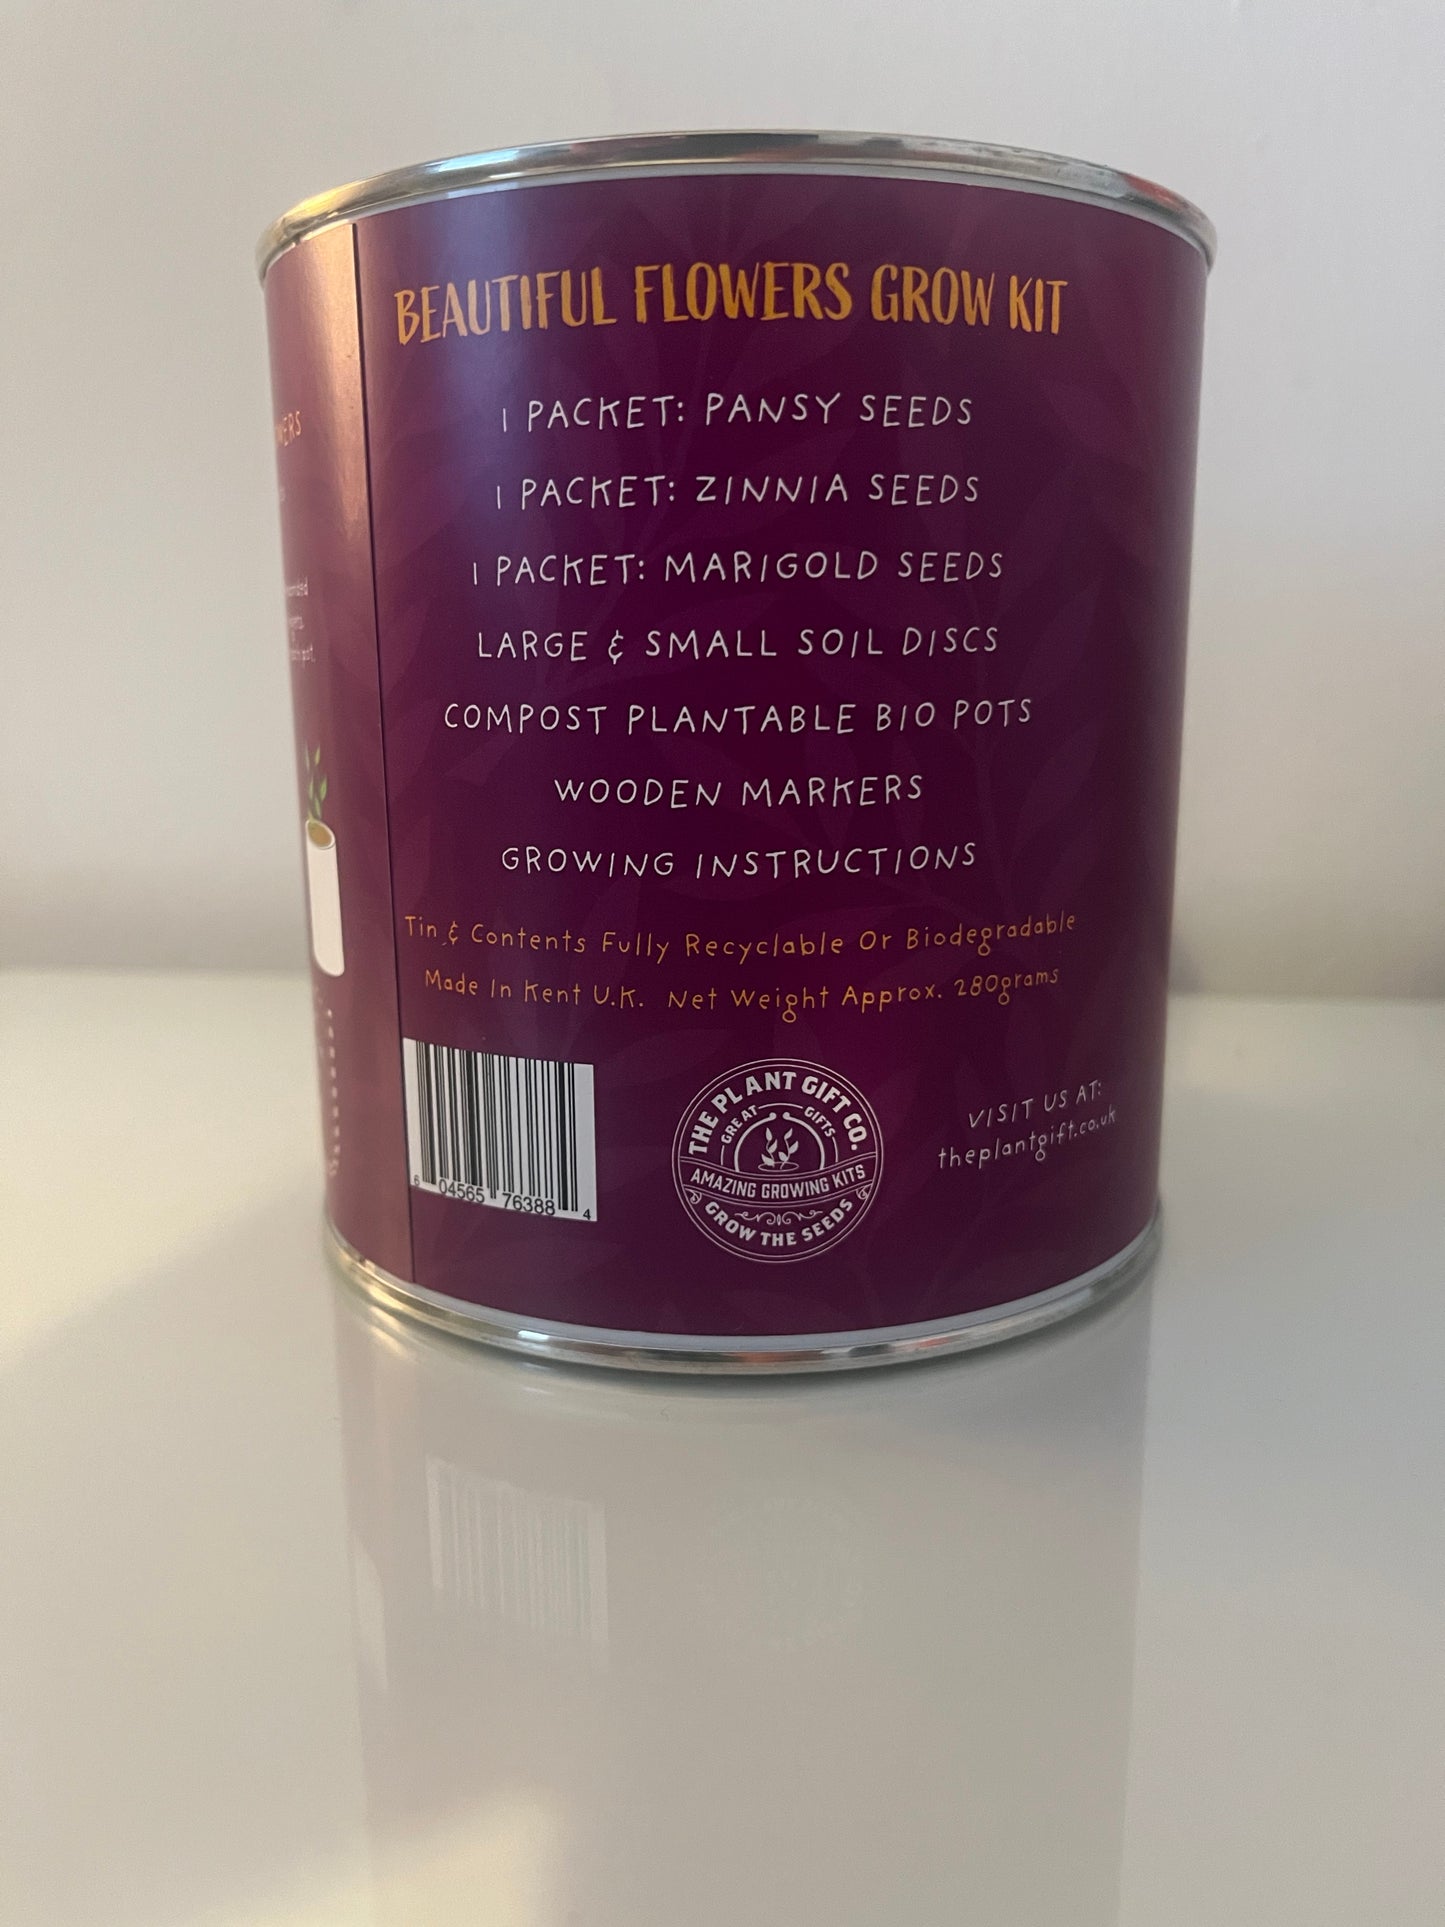 BEAUTIFUL FLOWERS GROW KIT
1 PACKET: PANSY SEEDS
1 PACKET: ZINNIA SEEDS
1 PACKET: MARIGOLD SEEDS
LARGE & SMALL SOIL DISCS
COMPOST PLANTABLE BIO POTS
WOODEN MARKERS
GROWING INSTRUCTIONS
Tin & Contents Fully Recyclable Or Biodegradable
Made In Kent U.K. Net Weight Approx. 280grams
6 04565 76388 4
THE PLANT GIFT CO.
GREAT GIFTS
AMAZING GROWING KITS
GROW THE SEEDS
VISIT US AT:
theplantgift.co.uk